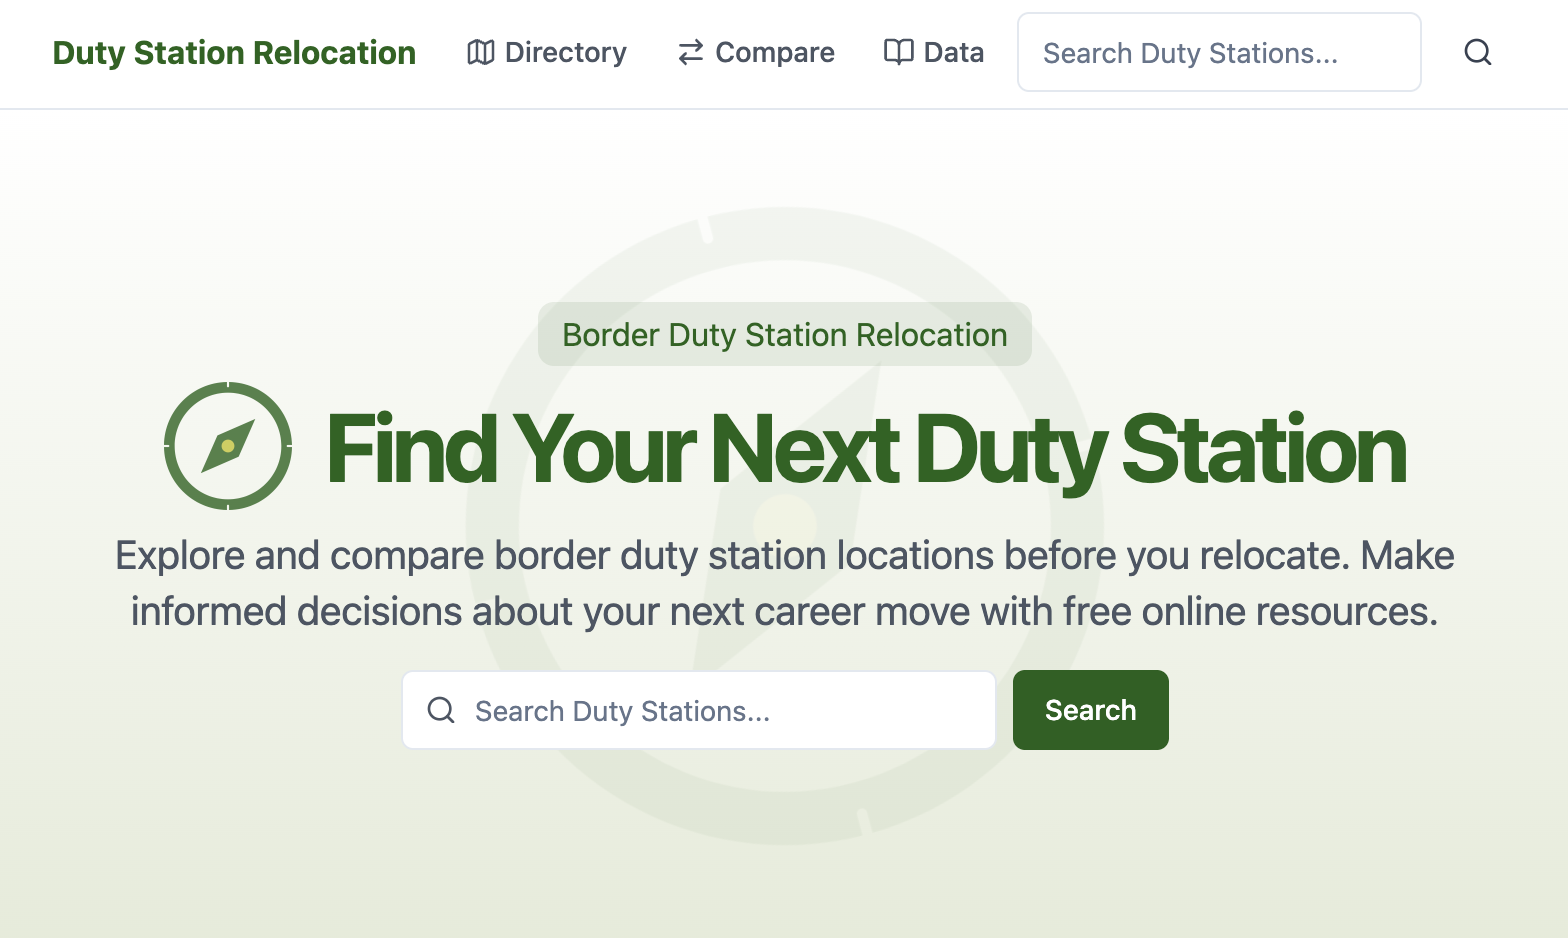 Duty Station Relocation
Directory
Compare
Data
Search Duty Stations...
Border Duty Station Relocation
Find Your Next Duty Station
Explore and compare border duty station locations before you relocate. Make
informed decisions about your next career move with free online resources.
Search Duty Stations...
Search